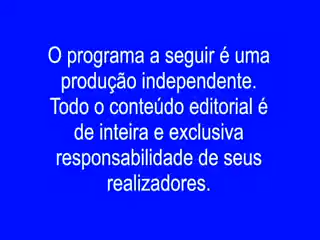 O programa a seguir é uma
produção independente.
Todo o conteúdo editorial é
de inteira e exclusiva
responsabilidade de seus
realizadores.